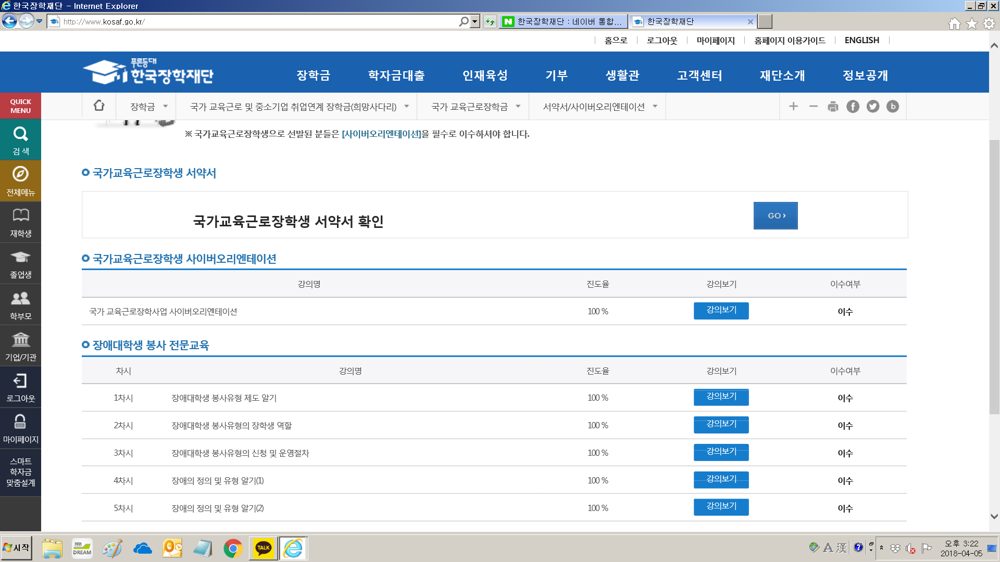 한국장학재단 - Internet Explorer
http://www.kosaf.go.kr/
한국장학재단 : 네이버 통합...
한국장학재단
홈으로
로그아웃
마이페이지
홈페이지 이용가이드
ENGLISH
푸른등대
한국장학재단
장학금
학자금대출
인재육성
기부
생활관
고객센터
재단소개
정보공개
QUICK
MENU
장학금
국가 교육근로 및 중소기업 취업연계 장학금(희망사다리)
국가 교육근로장학금
서약서/사이버오리엔테이션
검 색
전체메뉴
재학생
졸업생
학부모
기업/기관
로그아웃
마이페이지
스마트
학자금
맞춤설계
※ 국가교육근로장학생으로 선발된 분들은 [사이버오리엔테이션]을 필수로 이수하셔야 합니다.
국가교육근로장학생 서약서
국가교육근로장학생 서약서 확인
GO ›
국가교육근로장학생 사이버오리엔테이션
강의명 진도율 강의보기 이수여부
국가 교육근로장학사업 사이버오리엔테이션 100 % 강의보기 이수
장애대학생 봉사 전문교육
차시 강의명 진도율 강의보기 이수여부
1차시 장애대학생 봉사유형 제도 알기 100 % 강의보기 이수
2차시 장애대학생 봉사유형의 장학생 역할 100 % 강의보기 이수
3차시 장애대학생 봉사유형의 신청 및 운영절차 100 % 강의보기 이수
4차시 장애의 정의 및 유형 알기(1) 100 % 강의보기 이수
5차시 장애의 정의 및 유형 알기(2) 100 % 강의보기 이수
시작
DREAM
TALK
A 漢
오후 3:22
2018-04-05